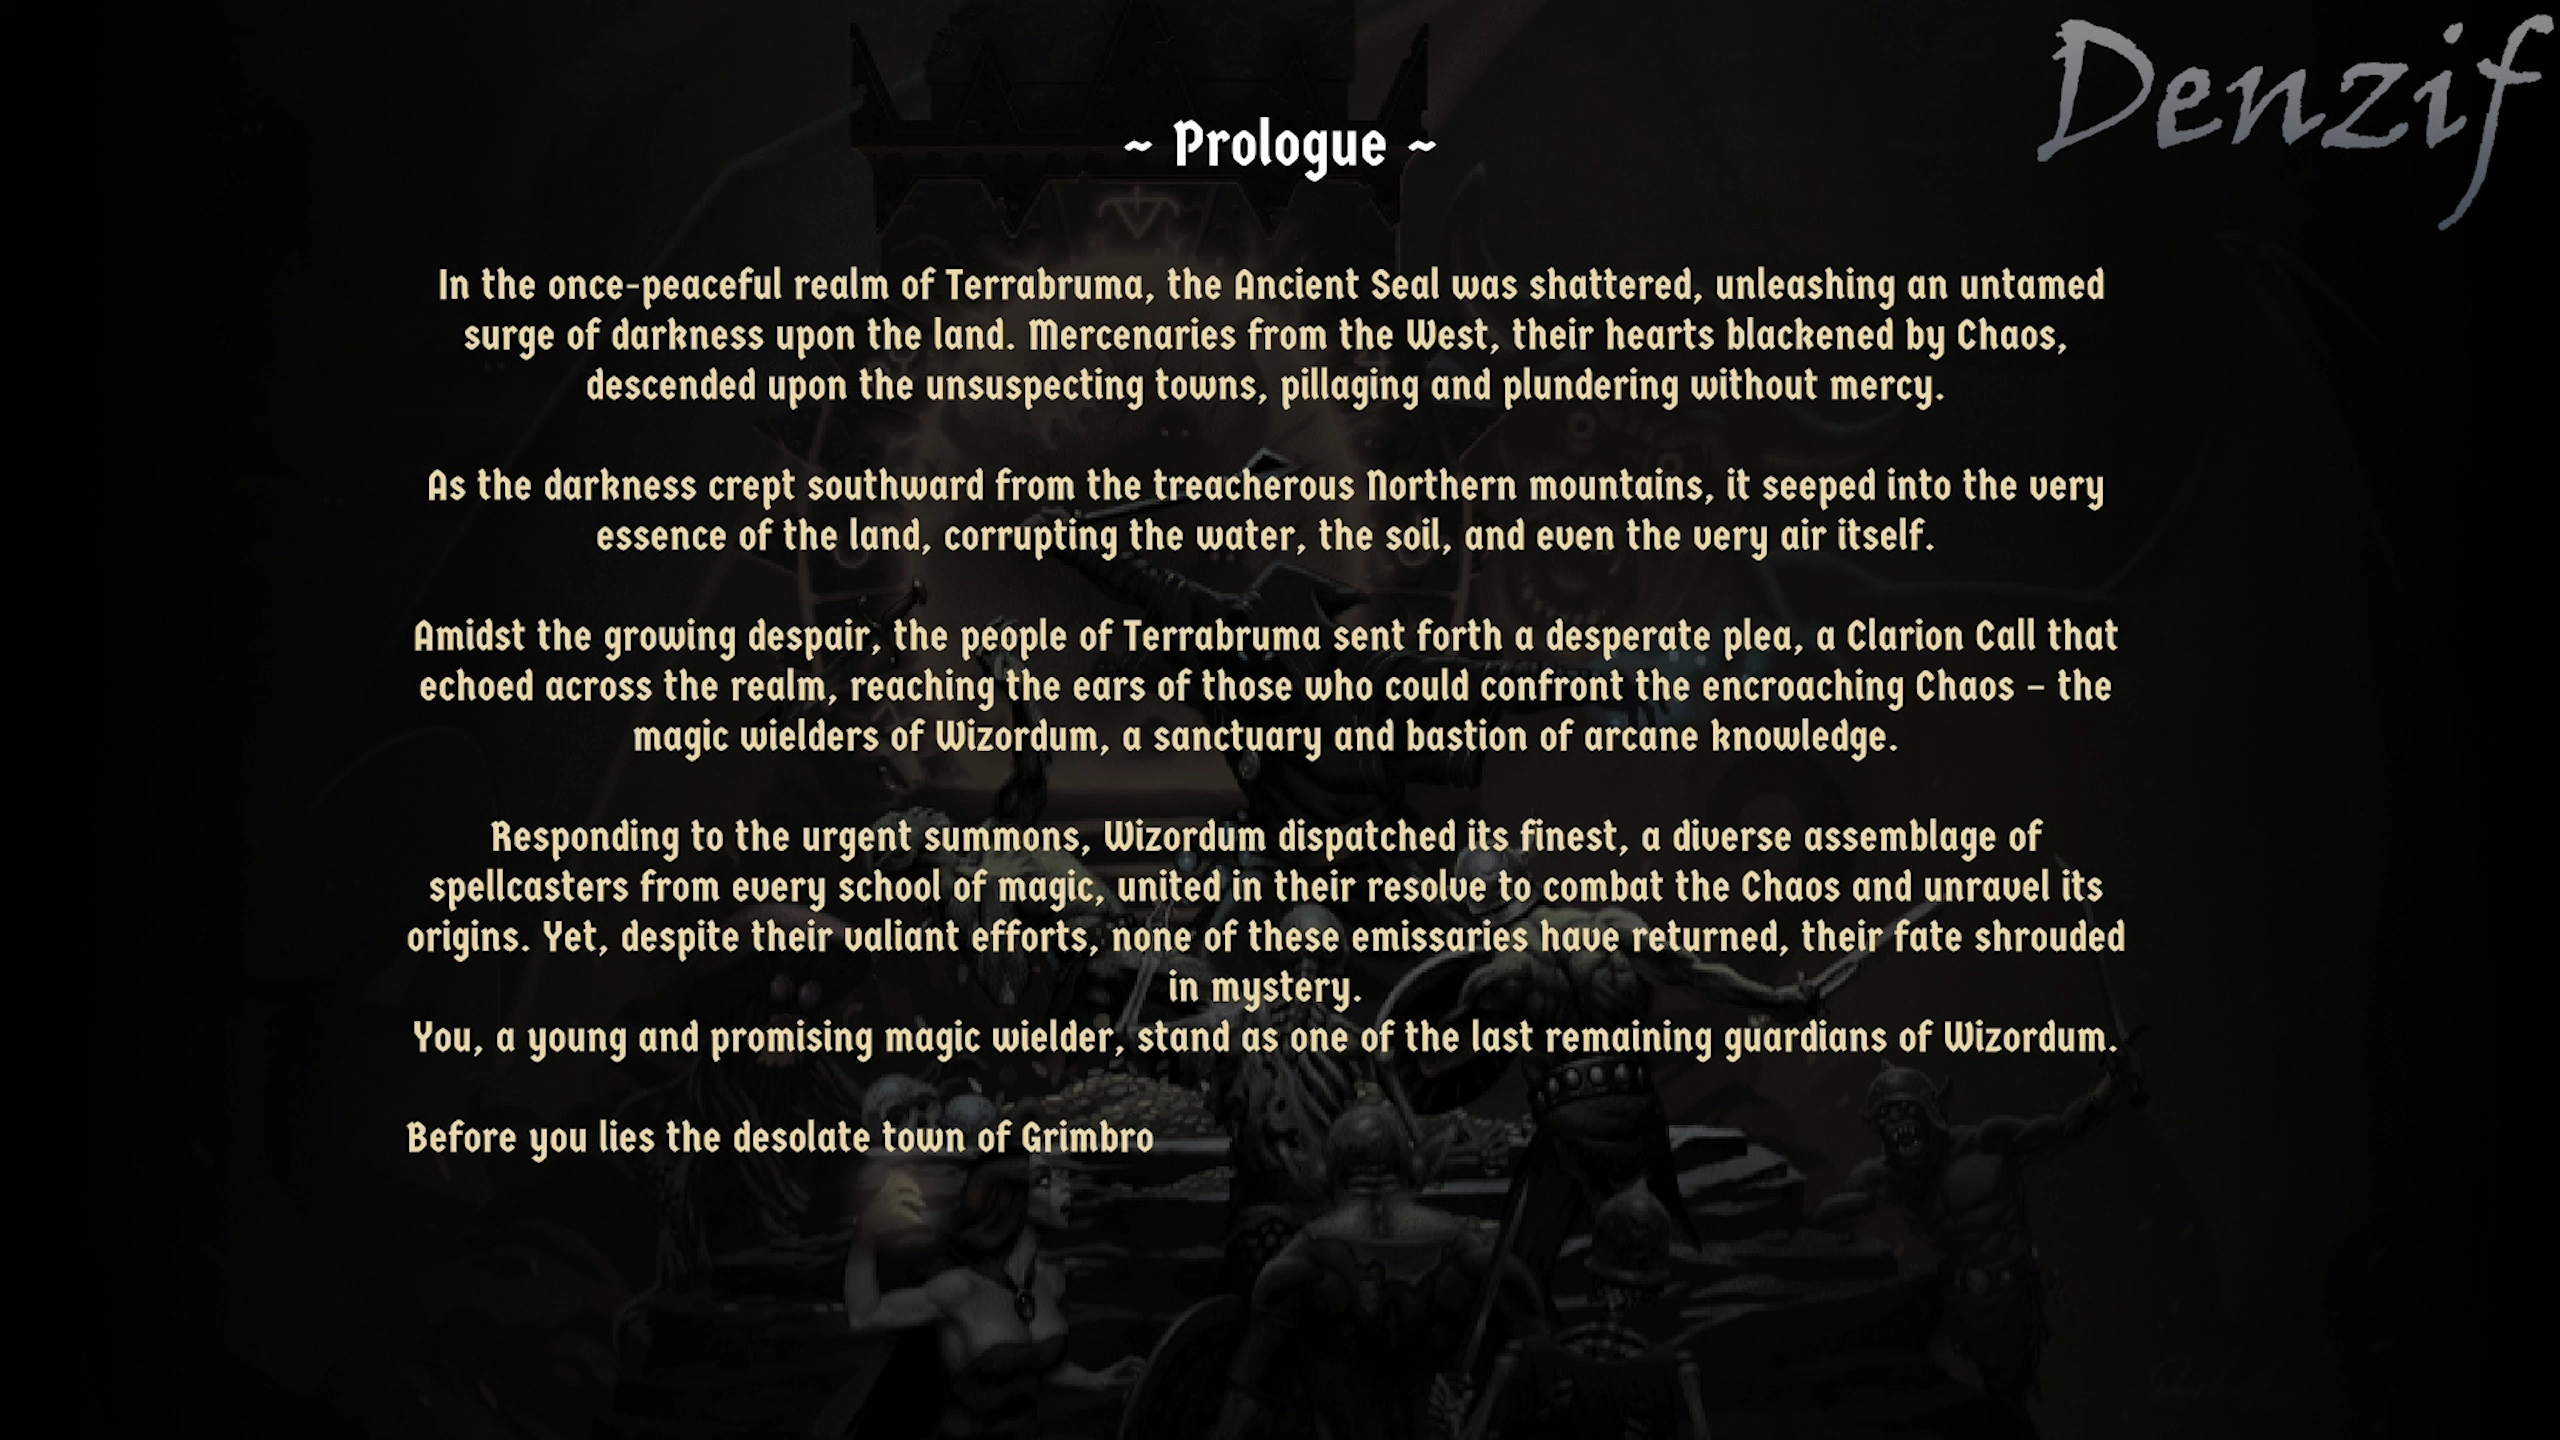 Denzif
~ Prologue ~
In the once-peaceful realm of Terrabruma, the Ancient Seal was shattered, unleashing an untamed
surge of darkness upon the land. Mercenaries from the West, their hearts blackened by Chaos,
descended upon the unsuspecting towns, pillaging and plundering without mercy.
As the darkness crept southward from the treacherous Northern mountains, it seeped into the very
essence of the land, corrupting the water, the soil, and even the very air itself.
Amidst the growing despair, the people of Terrabruma sent forth a desperate plea, a Clarion Call that
echoed across the realm, reaching the ears of those who could confront the encroaching Chaos – the
magic wielders of Wizordum, a sanctuary and bastion of arcane knowledge.
Responding to the urgent summons, Wizordum dispatched its finest, a diverse assemblage of
spellcasters from every school of magic, united in their resolve to combat the Chaos and unravel its
origins. Yet, despite their valiant efforts, none of these emissaries have returned, their fate shrouded
in mystery.
You, a young and promising magic wielder, stand as one of the last remaining guardians of Wizordum.
Before you lies the desolate town of Grimbro